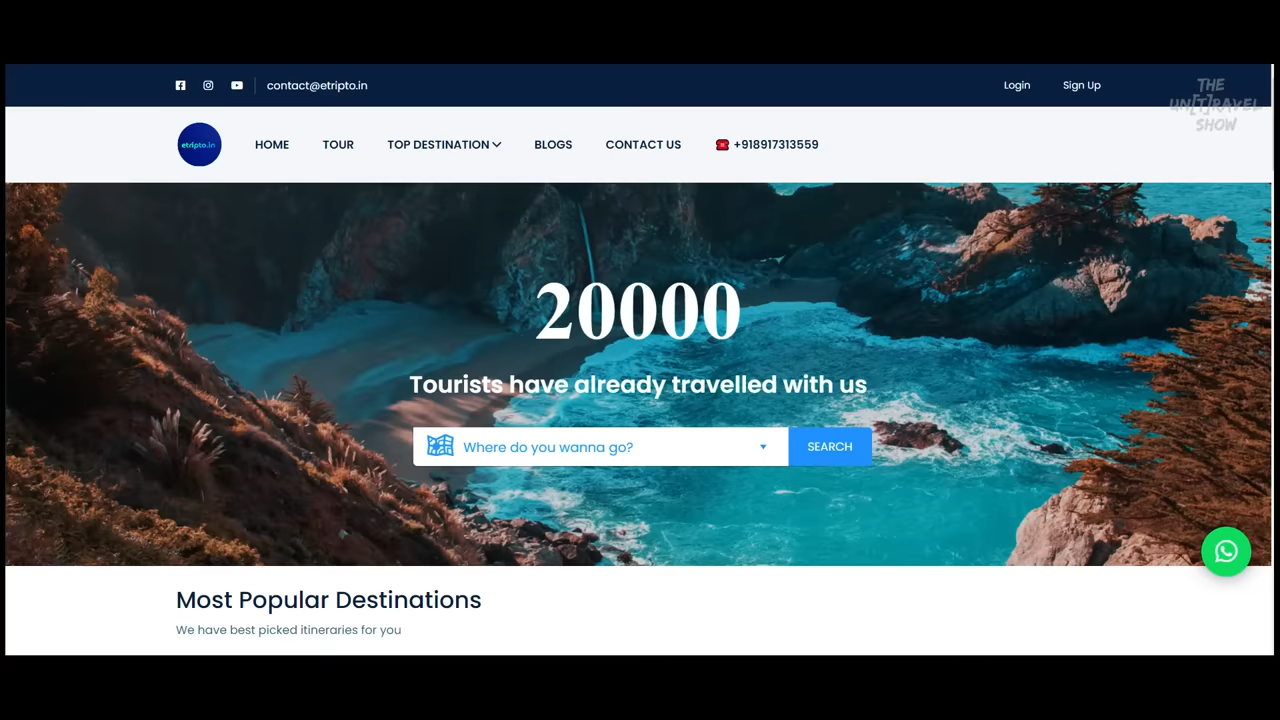 contact@etripto.in
Login
Sign Up
THE
UN[T]RAVEL
SHOW
etripto.in
HOME
TOUR
TOP DESTINATION
BLOGS
CONTACT US
+918917313559
20000
Tourists have already travelled with us
Where do you wanna go?
SEARCH
Most Popular Destinations
We have best picked itineraries for you